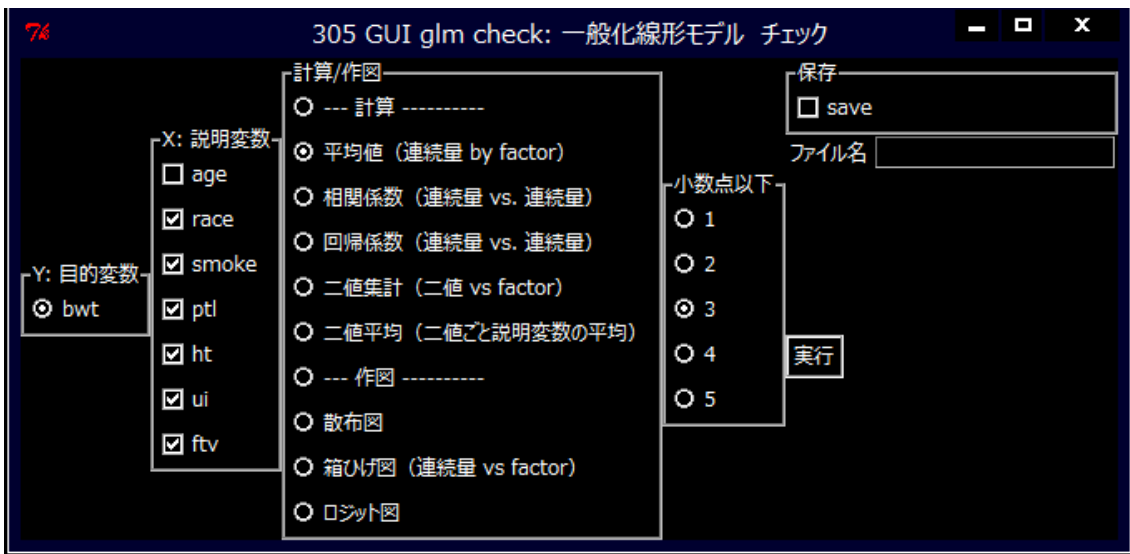 305 GUI glm check: 一般化線形モデル チェック
Y: 目的変数
bwt
X: 説明変数
age
race
smoke
ptl
ht
ui
ftv
計算/作図
--- 計算 ----------
平均値（連続量 by factor）
相関係数（連続量 vs. 連続量）
回帰係数（連続量 vs. 連続量）
二値集計（二値 vs factor）
二値平均（二値ごと説明変数の平均）
--- 作図 ----------
散布図
箱ひげ図（連続量 vs factor）
ロジット図
小数点以下
1
2
3
4
5
保存
save
ファイル名
実行